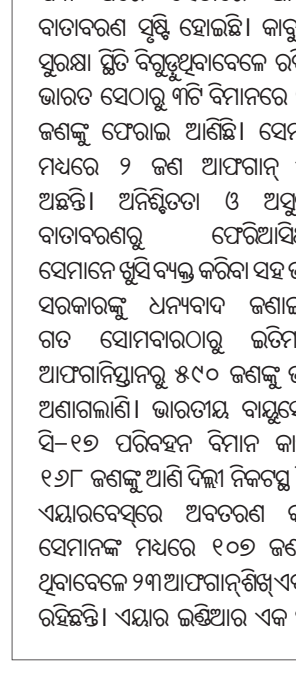 ବାତାବରଣ ସୃଷ୍ଟି ହୋଇଛି। କାବୁ
ସୁରକ୍ଷା ସ୍ଥିତି ବିଗୁଡୁଥିବାବେଳେ ରବି
ଭାରତ ସେଠାରୁ ୩ଟି ବିମାନରେ
ଜଣଙ୍କୁ ଫେରାଇ ଆଣିଛି। ସେମ
ମଧ୍ୟରେ ୨ ଜଣ ଆଫଗାନ୍
ଅଛନ୍ତି। ଅନିଶ୍ଚିତତା ଓ ଅସୁ
ବାତାବରଣରୁ ଫେରିଆସି
ସେମାନେ ଖୁସି ବ୍ୟକ୍ତ କରିବା ସହ ଭ
ସରକାରଙ୍କୁ ଧନ୍ୟବାଦ ଜଣାଇ
ଗତ ସୋମବାରଠାରୁ ଇତିମ
ଆଫଗାନିସ୍ତାନରୁ ୫୯୦ ଜଣଙ୍କୁ ଭ
ଅଣାଗଲାଣି। ଭାରତୀୟ ବାୟୁସେ
ସି–୧୭ ପରିବହନ ବିମାନ କା
୧୬୮ ଜଣଙ୍କୁ ଆଣି ଦିଲ୍ଲୀ ନିକଟସ୍ଥ
ଏୟାରବେସ୍‌ରେ ଅବତରଣ କ
ସେମାନଙ୍କ ମଧ୍ୟରେ ୧୦୭ ଜଣ
ଥିବାବେଳେ ୨୩ ଆଫଗାନ୍ ଶିଖ୍ ଏବ
ରହିଛନ୍ତି। ଏୟାର ଇଣ୍ଡିଆର ଏକ